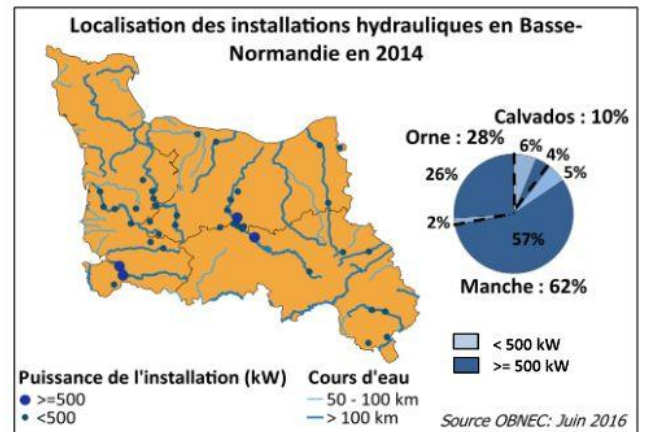 Localisation des installations hydrauliques en Basse-
Normandie en 2014
Calvados : 10%
Orne : 28%
6%
4%
5%
26%
2%
57%
Manche : 62%
< 500 kW
>= 500 kW
Puissance de l'installation (kW)
>=500
<500
Cours d'eau
50 - 100 km
> 100 km
Source OBNEC: Juin 2016